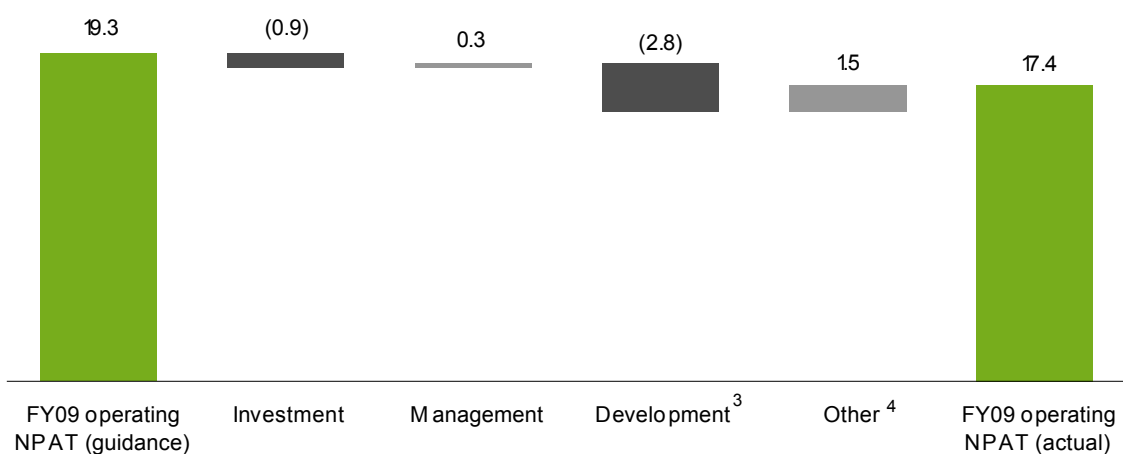 19.3
(0.9)
0.3
(2.8)
1.5
17.4
FY09 operating
NPAT (guidance)
Investment
Management
Development 3
Other 4
FY09 operating
NPAT (actual)